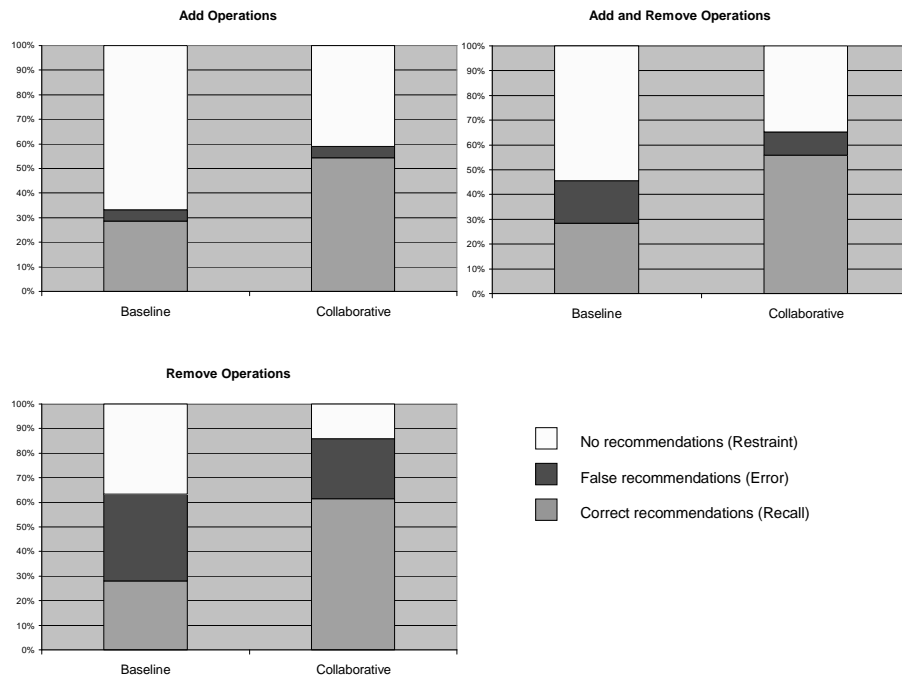 Add Operations
100%
90%
80%
70%
60%
50%
40%
30%
20%
10%
0%
Baseline
Collaborative
Add and Remove Operations
100%
90%
80%
70%
60%
50%
40%
30%
20%
10%
0%
Baseline
Collaborative
Remove Operations
100%
90%
80%
70%
60%
50%
40%
30%
20%
10%
0%
Baseline
Collaborative
No recommendations (Restraint)
False recommendations (Error)
Correct recommendations (Recall)